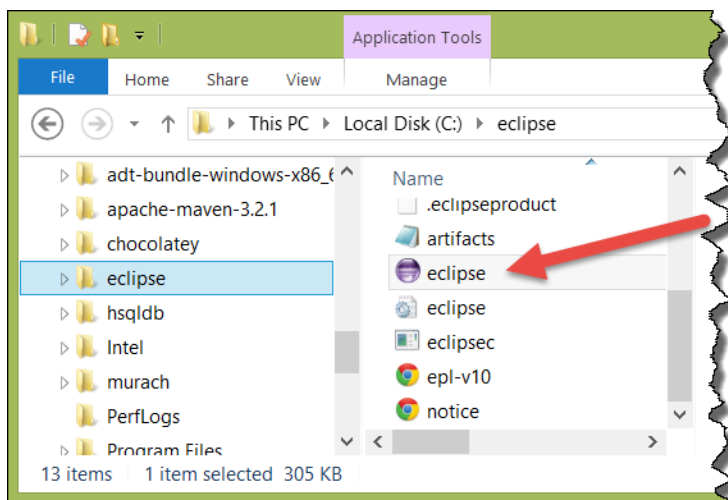 Application Tools
File Home Share View Manage
This PC Local Disk (C:) eclipse
adt-bundle-windows-x86_6
apache-maven-3.2.1
chocolatey
eclipse
hsqldb
Intel
murach
PerfLogs
Program Files
Name
.eclipseproduct
artifacts
eclipse
eclipse
eclipsec
epl-v10
notice
13 items 1 item selected 305 KB